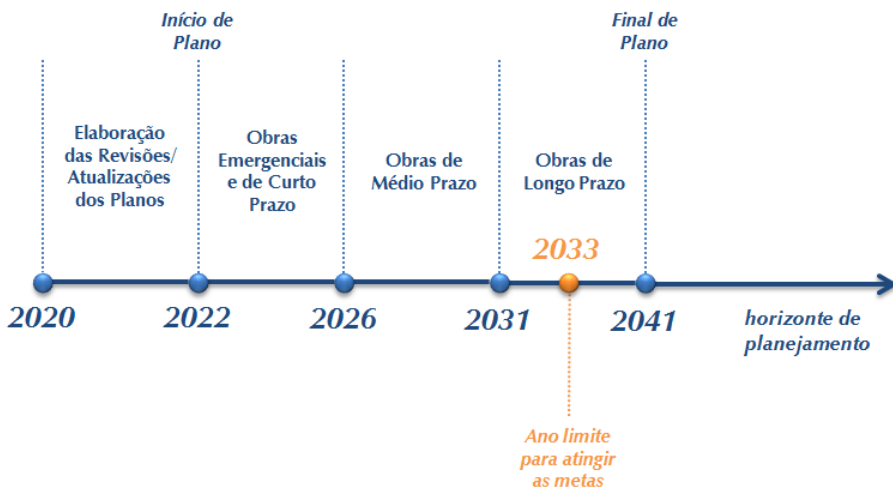 Início de
Plano
Final de
Plano
Elaboração
das Revisões/
Atualizações
dos Planos
Obras
Emergenciais
e de Curto
Prazo
Obras de
Médio Prazo
Obras de
Longo Prazo
2033
2020
2022
2026
2031
2041
horizonte de
planejamento
Ano limite
para atingir
as metas